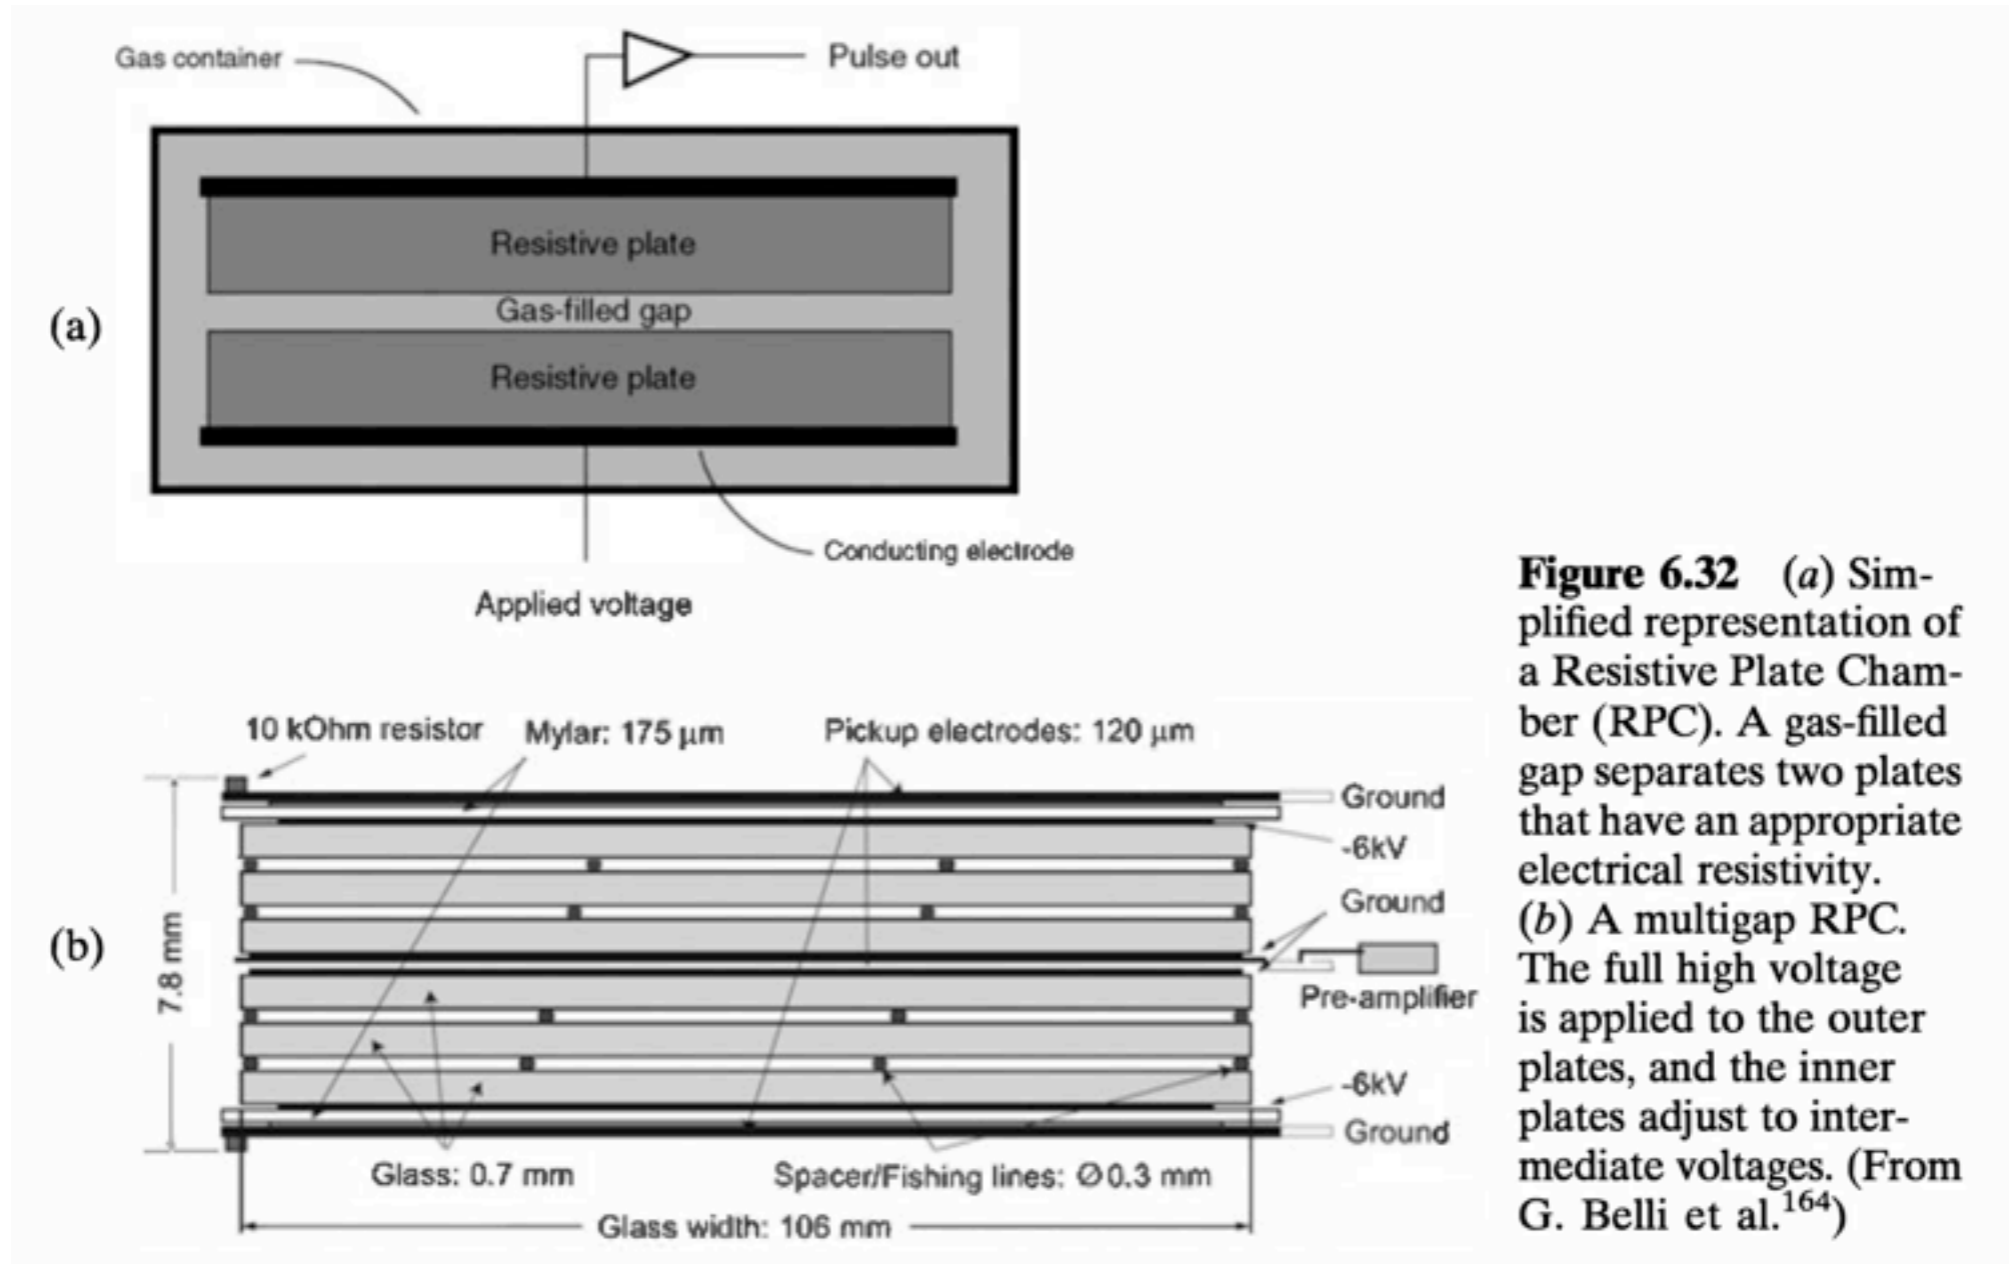 Gas container
Pulse out
Resistive plate
(a)
Gas-filled gap
Resistive plate
Conducting electrode
Applied voltage
10 kOhm resistor
Mylar: 175 μm
Pickup electrodes: 120 μm
Ground
-6kV
Ground
(b)
7.8 mm
Pre-amplifier
-6kV
Ground
Glass: 0.7 mm
Spacer/Fishing lines: Ø0.3 mm
Glass width: 106 mm
Figure 6.32 (a) Sim-
plified representation of
a Resistive Plate Cham-
ber (RPC). A gas-filled
gap separates two plates
that have an appropriate
electrical resistivity.
(b) A multigap RPC.
The full high voltage
is applied to the outer
plates, and the inner
plates adjust to inter-
mediate voltages. (From
G. Belli et al.164)